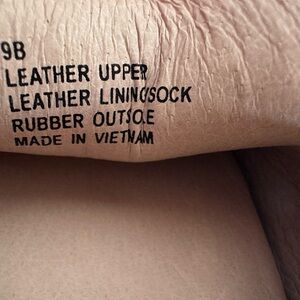 9B
LEATHER UPPER
LEATHER LINING/SOCK
RUBBER OUTSOLE
MADE IN VIETNAM